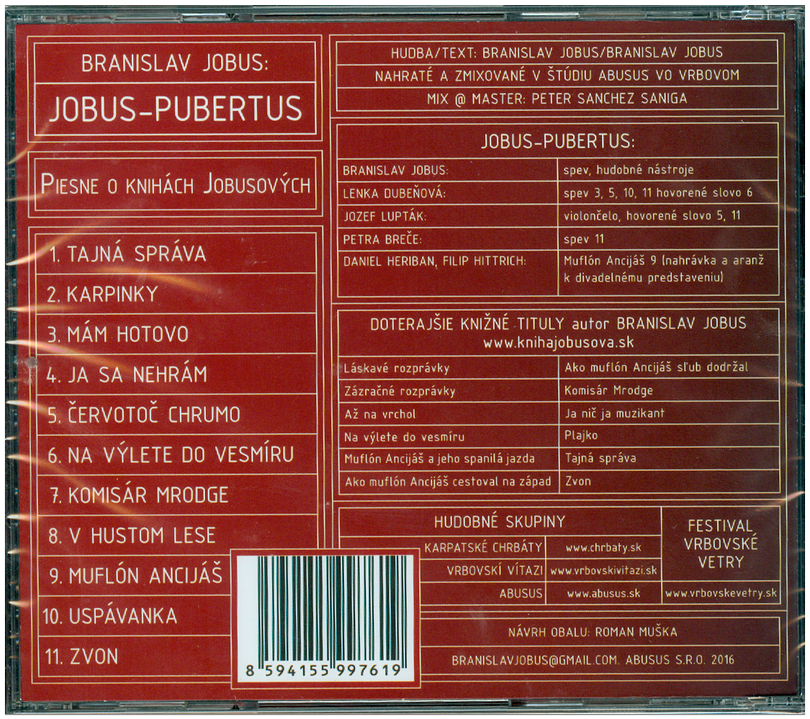 BRANISLAV JOBUS:
JOBUS-PUBERTUS
PIESNE O KNIHÁCH JOBUSOVÝCH
1. TAJNÁ SPRÁVA
2. KARPINKY
3. MÁM HOTOVO
4. JA SA NEHRÁM
5. ČERVOTOČ CHRUMO
6. NA VÝLETE DO VESMÍRU
7. KOMISÁR MRODGE
8. V HUSTOM LESE
9. MUFLÓN ANCIJÁŠ
10. USPÁVANKA
11. ZVON
8 594155 997619
HUDBA/TEXT: BRANISLAV JOBUS/BRANISLAV JOBUS
NAHRATÉ A ZMIXOVANÉ V ŠTÚDIU ABUSUS VO VRBOVOM
MIX @ MASTER: PETER SANCHEZ SANIGA
JOBUS-PUBERTUS:
BRANISLAV JOBUS: spev, hudobné nástroje
LENKA DUBEŇOVÁ: spev 3, 5, 10, 11 hovorené slovo 6
JOZEF LUPTÁK: violončelo, hovorené slovo 5, 11
PETRA BREČE: spev 11
DANIEL HERIBAN, FILIP HITTRICH: Muflón Ancijáš 9 (nahrávka a aranž
k divadelnému predstaveniu)
DOTERAJŠIE KNIŽNÉ TITULY autor BRANISLAV JOBUS
www.knihajobusova.sk
Láskavé rozprávky Ako muflón Ancijáš sľub dodržal
Zázračné rozprávky Komisár Mrodge
Až na vrchol Ja nič ja muzikant
Na výlete do vesmíru Plajko
Muflón Ancijáš a jeho spanilá jazda Tajná správa
Ako muflón Ancijáš cestoval na západ Zvon
HUDOBNÉ SKUPINY
KARPATSKÉ CHRBÁTY www.chrbaty.sk
VRBOVSKÍ VÍTAZI www.vrbovskivitazi.sk
ABUSUS www.abusus.sk
FESTIVAL
VRBOVSKÉ
VETRY
www.vrbovskevetry.sk
NÁVRH OBALU: ROMAN MUŠKA
BRANISLAVJOBUS@GMAIL.COM. ABUSUS S.R.O. 2016